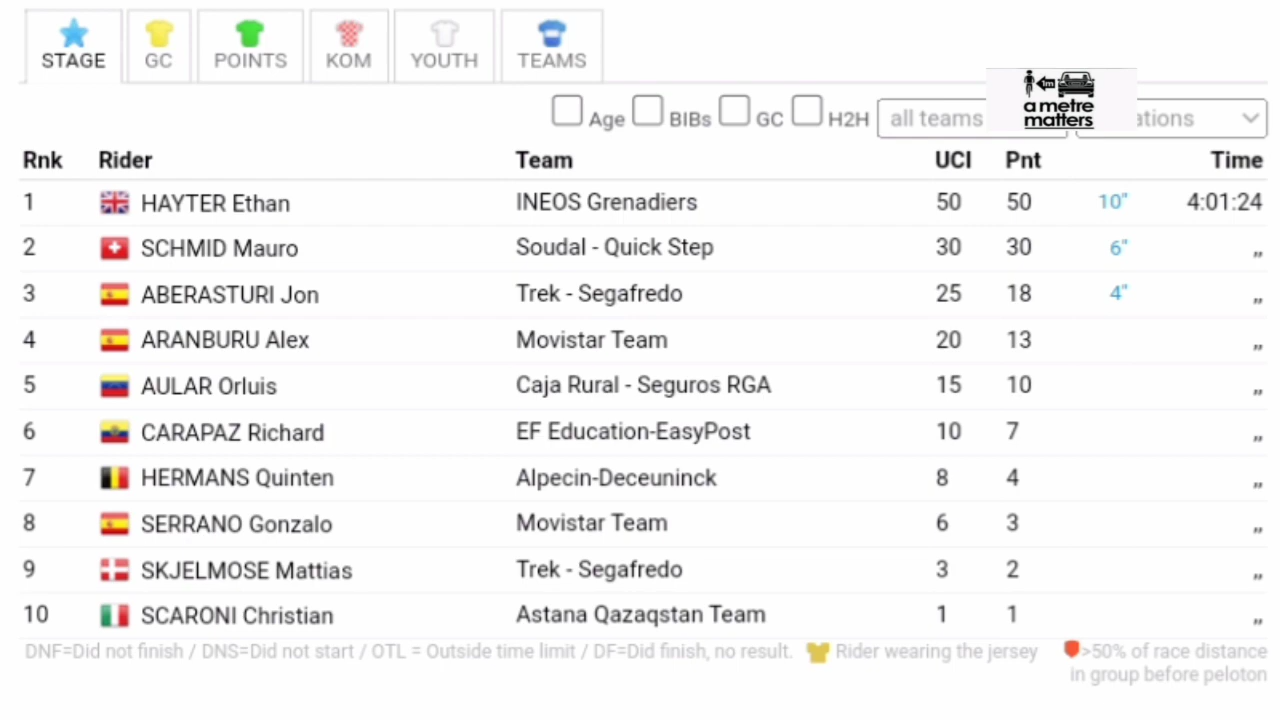 STAGE GC POINTS KOM YOUTH TEAMS
1m
a metre
matters
Age BIBs GC H2H all teams ations
Rnk Rider Team UCI Pnt Time
1 HAYTER Ethan INEOS Grenadiers 50 50 10" 4:01:24
2 SCHMID Mauro Soudal - Quick Step 30 30 6" ,,
3 ABERASTURI Jon Trek - Segafredo 25 18 4" ,,
4 ARANBURU Alex Movistar Team 20 13 ,,
5 AULAR Orluis Caja Rural - Seguros RGA 15 10 ,,
6 CARAPAZ Richard EF Education-EasyPost 10 7 ,,
7 HERMANS Quinten Alpecin-Deceuninck 8 4 ,,
8 SERRANO Gonzalo Movistar Team 6 3 ,,
9 SKJELMOSE Mattias Trek - Segafredo 3 2 ,,
10 SCARONI Christian Astana Qazaqstan Team 1 1 ,,
DNF=Did not finish / DNS=Did not start / OTL = Outside time limit / DF=Did finish, no result. Rider wearing the jersey >50% of race distance
in group before peloton